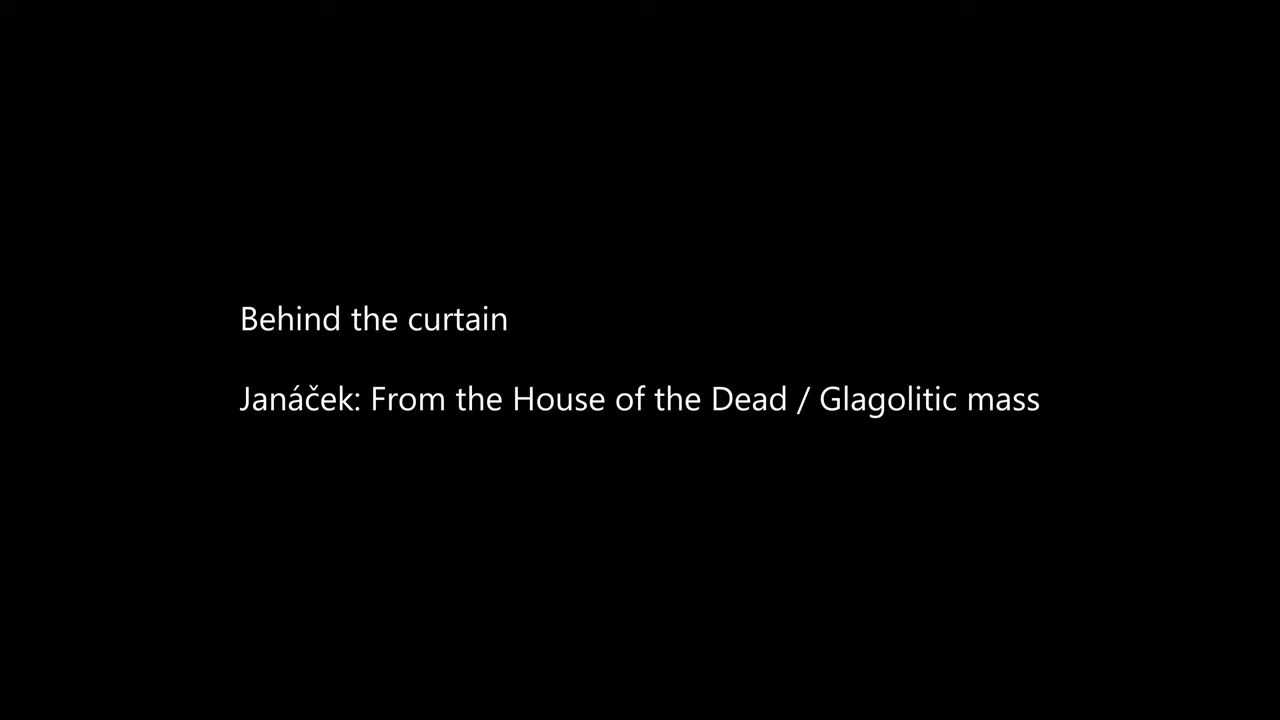 Behind the curtain
Janáček: From the House of the Dead / Glagolitic mass